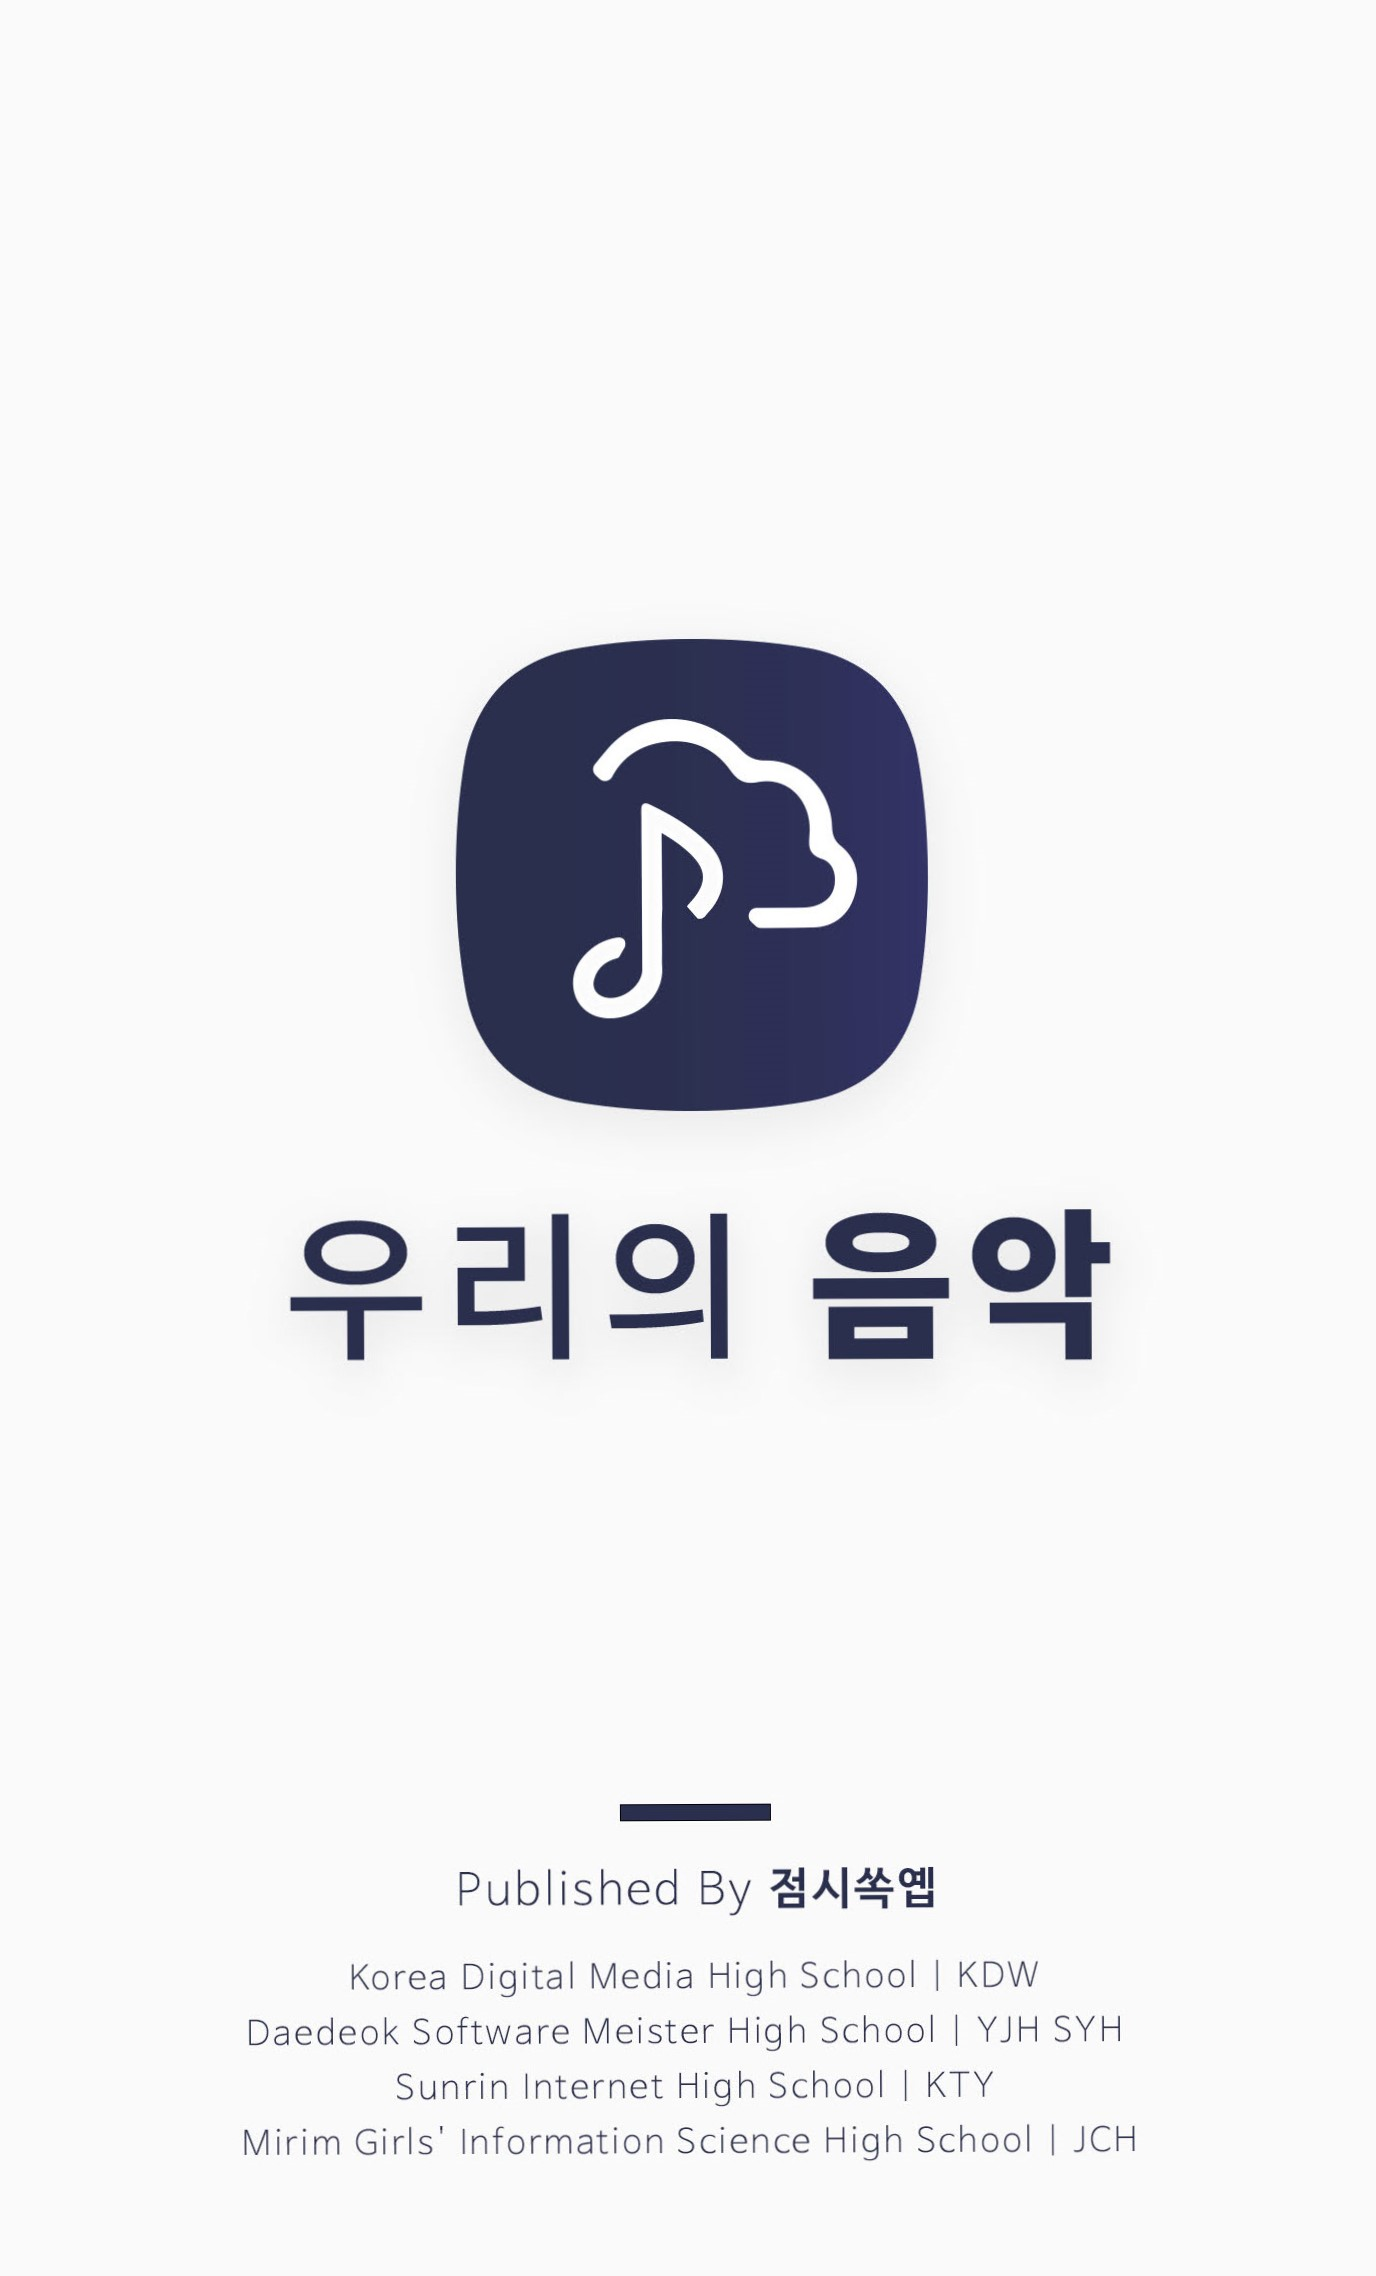 우리의 음악
Published By 점시쏙옙
Korea Digital Media High School | KDW
Daedeok Software Meister High School | YJH SYH
Sunrin Internet High School | KTY
Mirim Girls' Information Science High School | JCH